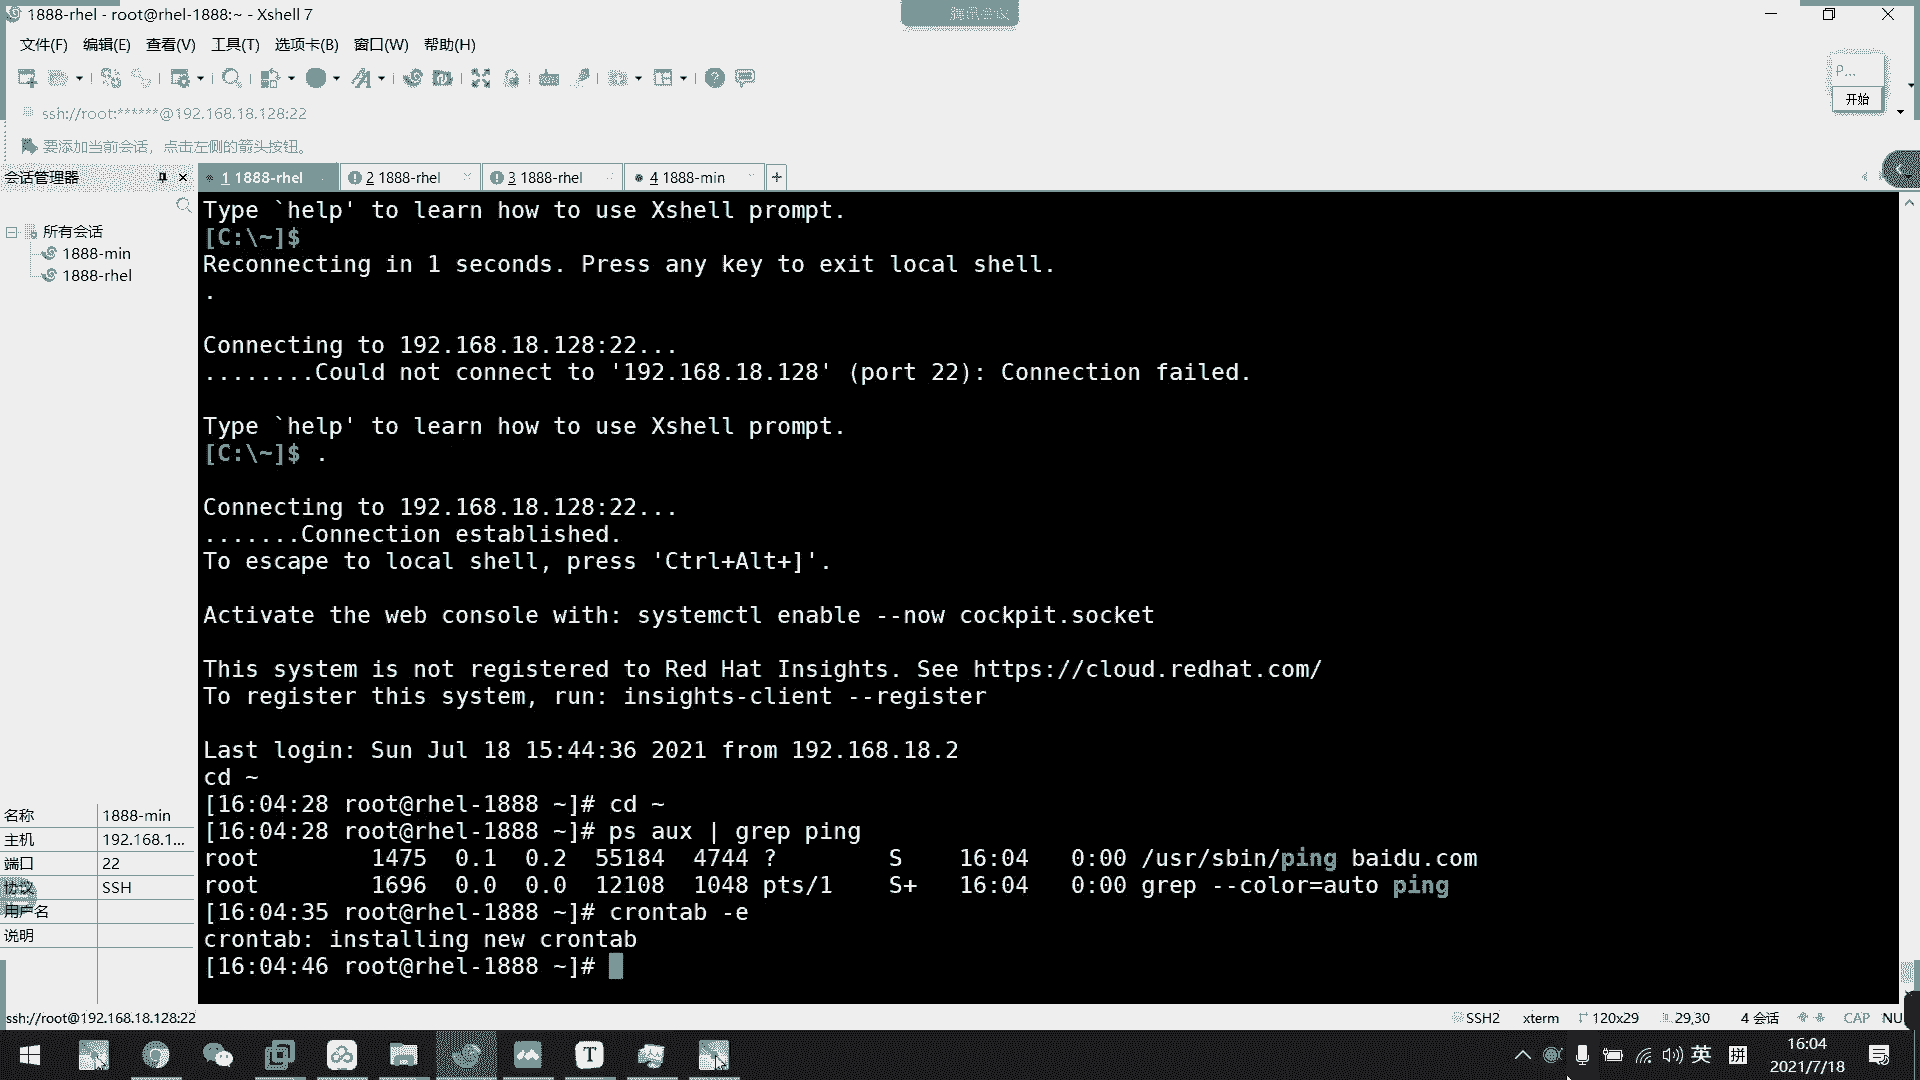 1888-rhel - root@rhel-1888:~ - Xshell 7
腾讯会议
文件(F) 编辑(E) 查看(V) 工具(T) 选项卡(B) 窗口(W) 帮助(H)
P...
开始
ssh://root:******@192.168.18.128:22
要添加当前会话，点击左侧的箭头按钮。
会话管理器
1 1888-rhel
2 1888-rhel
3 1888-rhel
4 1888-min
所有会话
1888-min
1888-rhel
Type `help' to learn how to use Xshell prompt.
[C:\~]$
Reconnecting in 1 seconds. Press any key to exit local shell.
.
Connecting to 192.168.18.128:22...
........Could not connect to '192.168.18.128' (port 22): Connection failed.
Type `help' to learn how to use Xshell prompt.
[C:\~]$ .
Connecting to 192.168.18.128:22...
.......Connection established.
To escape to local shell, press 'Ctrl+Alt+]'.
Activate the web console with: systemctl enable --now cockpit.socket
This system is not registered to Red Hat Insights. See https://cloud.redhat.com/
To register this system, run: insights-client --register
Last login: Sun Jul 18 15:44:36 2021 from 192.168.18.2
cd ~
[16:04:28 root@rhel-1888 ~]# cd ~
[16:04:28 root@rhel-1888 ~]# ps aux | grep ping
root 1475 0.1 0.2 55184 4744 ? S 16:04 0:00 /usr/sbin/ping baidu.com
root 1696 0.0 0.0 12108 1048 pts/1 S+ 16:04 0:00 grep --color=auto ping
[16:04:35 root@rhel-1888 ~]# crontab -e
crontab: installing new crontab
[16:04:46 root@rhel-1888 ~]#
名称 1888-min
主机 192.168.1...
端口 22
协议 SSH
用户名
说明
ssh://root@192.168.18.128:22
SSH2 xterm 120x29 29,30 4 会话 CAP NU
英 拼
16:04
2021/7/18